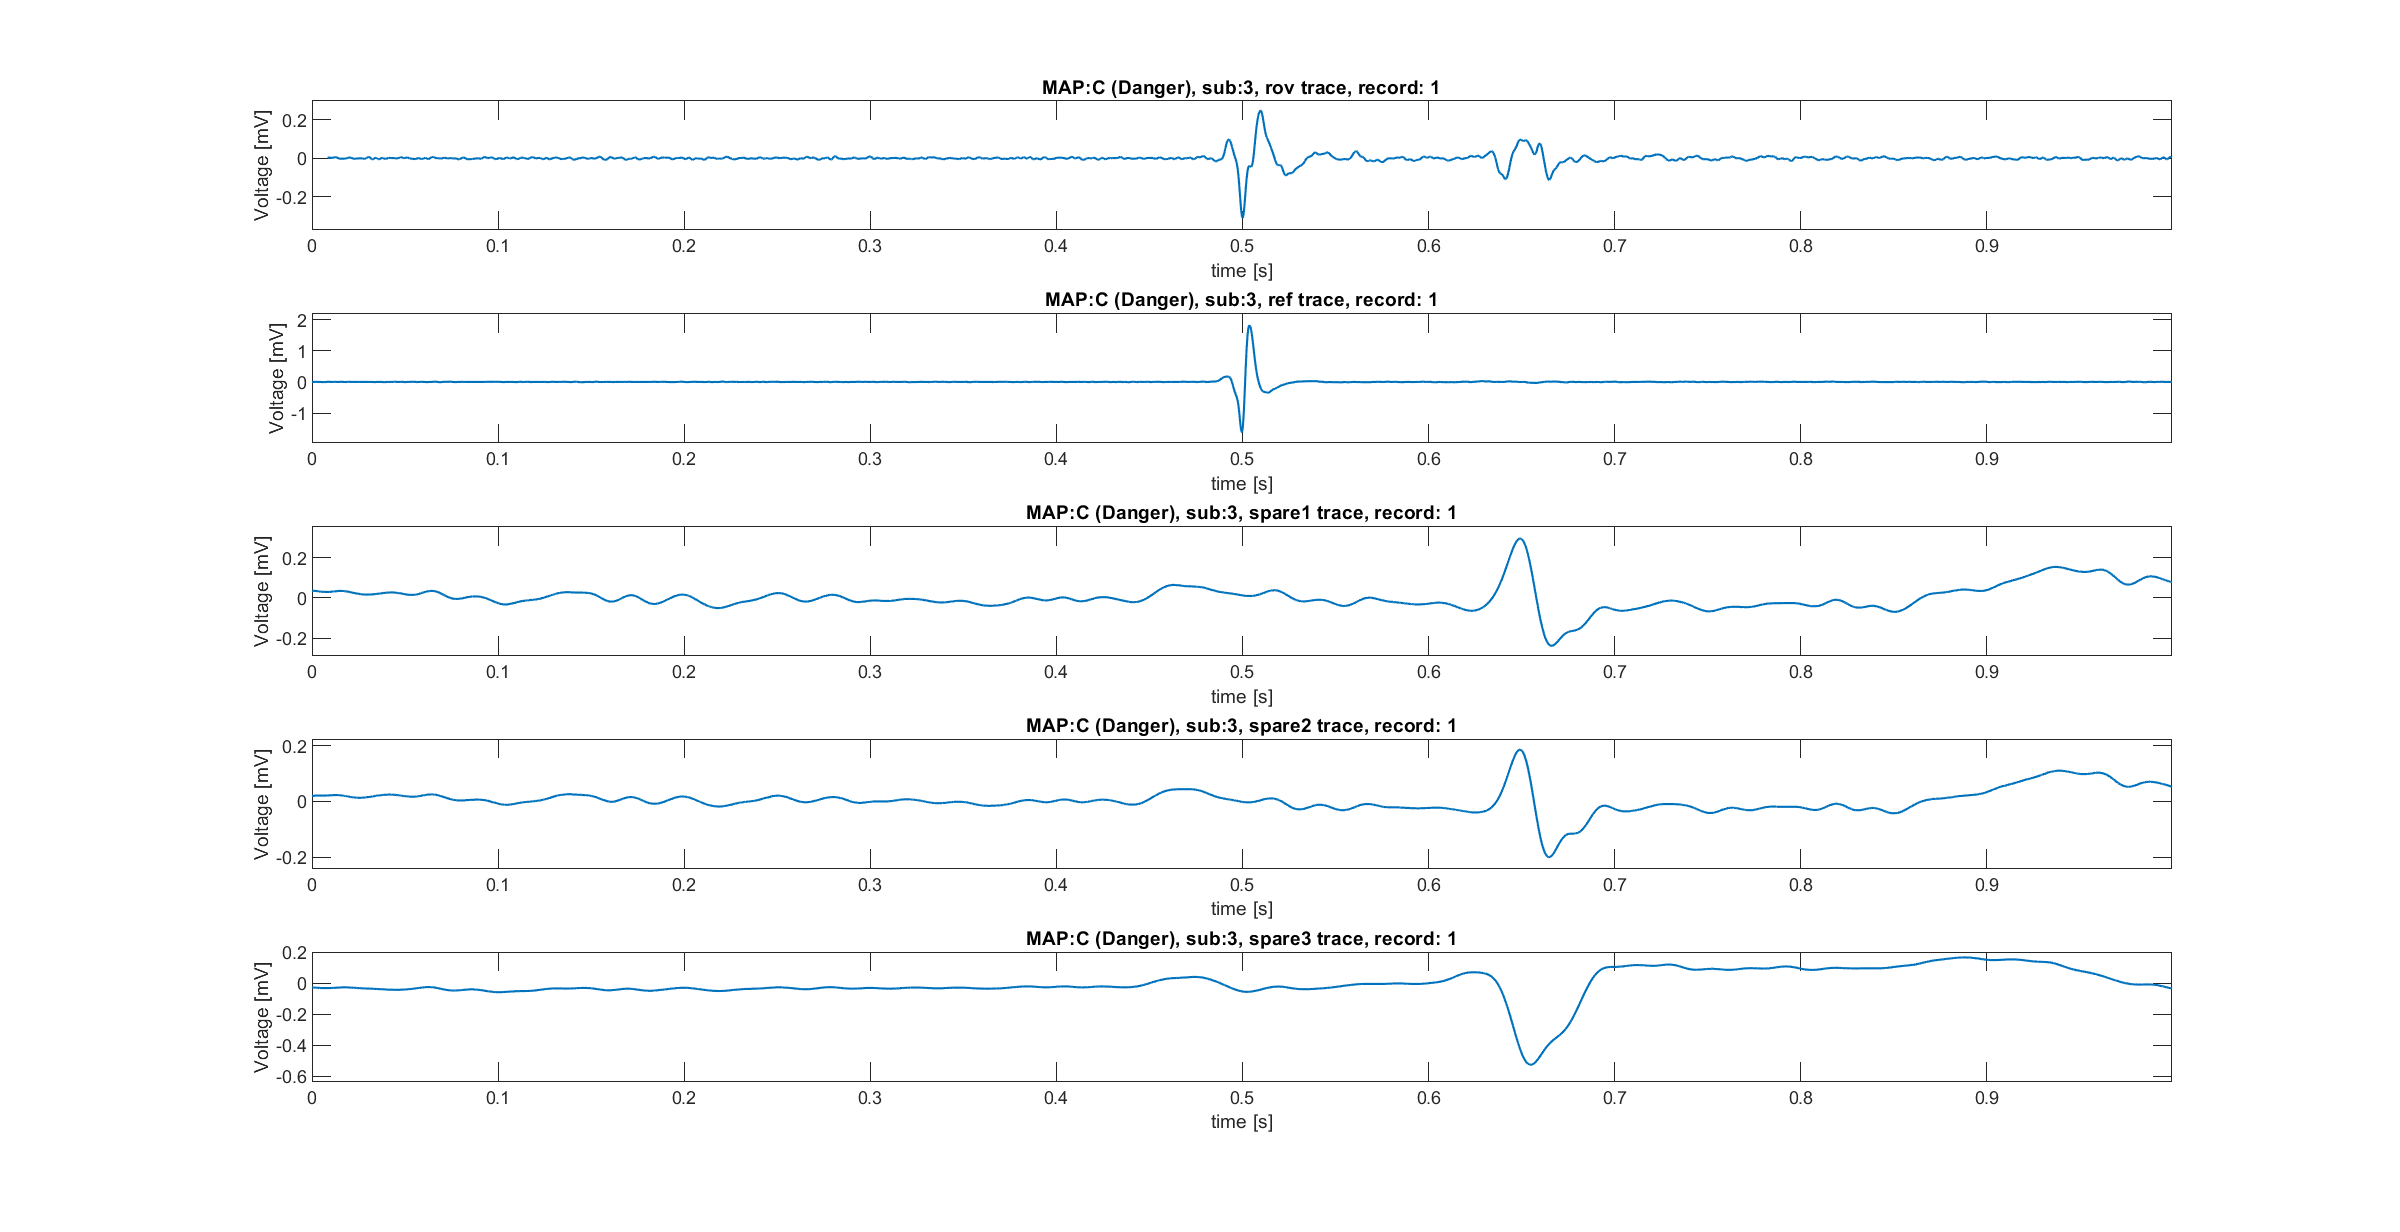 MAP:C (Danger), sub:3, rov trace, record: 1
Voltage [mV]
0.2
0
-0.2
0 0.1 0.2 0.3 0.4 0.5 0.6 0.7 0.8 0.9
time [s]
MAP:C (Danger), sub:3, ref trace, record: 1
Voltage [mV]
2
1
0
-1
0 0.1 0.2 0.3 0.4 0.5 0.6 0.7 0.8 0.9
time [s]
MAP:C (Danger), sub:3, spare1 trace, record: 1
Voltage [mV]
0.2
0
-0.2
0 0.1 0.2 0.3 0.4 0.5 0.6 0.7 0.8 0.9
time [s]
MAP:C (Danger), sub:3, spare2 trace, record: 1
Voltage [mV]
0.2
0
-0.2
0 0.1 0.2 0.3 0.4 0.5 0.6 0.7 0.8 0.9
time [s]
MAP:C (Danger), sub:3, spare3 trace, record: 1
Voltage [mV]
0.2
0
-0.2
-0.4
-0.6
0 0.1 0.2 0.3 0.4 0.5 0.6 0.7 0.8 0.9
time [s]